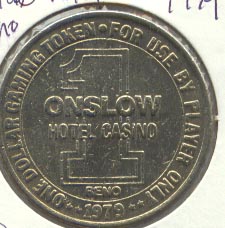 ONE DOLLAR GAMING TOKEN • FOR USE BY PLAYER ONLY
1
ONSLOW
HOTEL CASINO
RENO
1979